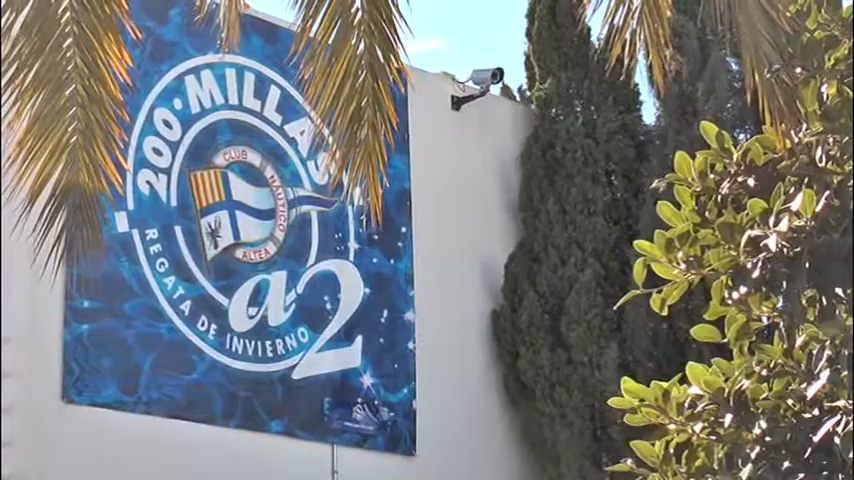 200 MILLAS
CLUB NÁUTICO
ALTEA
a2
REGATA DE INVIERNO